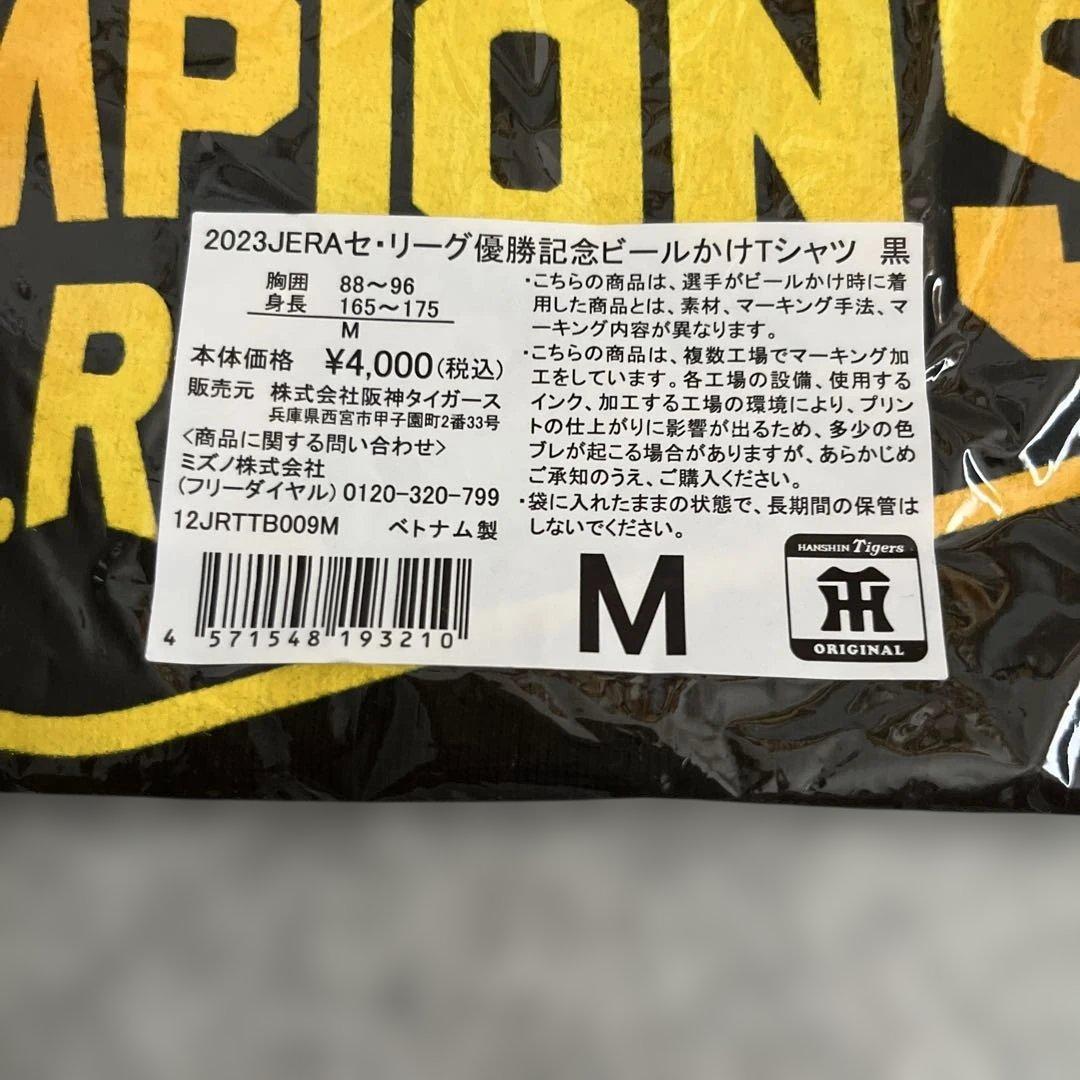 MPIONS
.R
2023JERAセ・リーグ優勝記念ビールかけTシャツ 黒
胸囲 88～96
身長 165～175
M
本体価格 ¥4,000(税込)
販売元 株式会社阪神タイガース
兵庫県西宮市甲子園町2番33号
<商品に関する問い合わせ>
ミズノ株式会社
(フリーダイヤル)0120-320-799
12JRTTB009M ベトナム製
4 571548 193210
・こちらの商品は、選手がビールかけ時に着
用した商品とは、素材、マーキング手法、マ
ーキング内容が異なります。
・こちらの商品は、複数工場でマーキング加
工をしています。各工場の設備、使用する
インク、加工する工場の環境により、プリン
トの仕上がりに影響が出るため、多少の色
ブレが起こる場合がありますが、あらかじめ
ご承知のうえ、ご購入ください。
・袋に入れたままの状態で、長期間の保管は
しないでください。
M
HANSHIN Tigers
TH
ORIGINAL